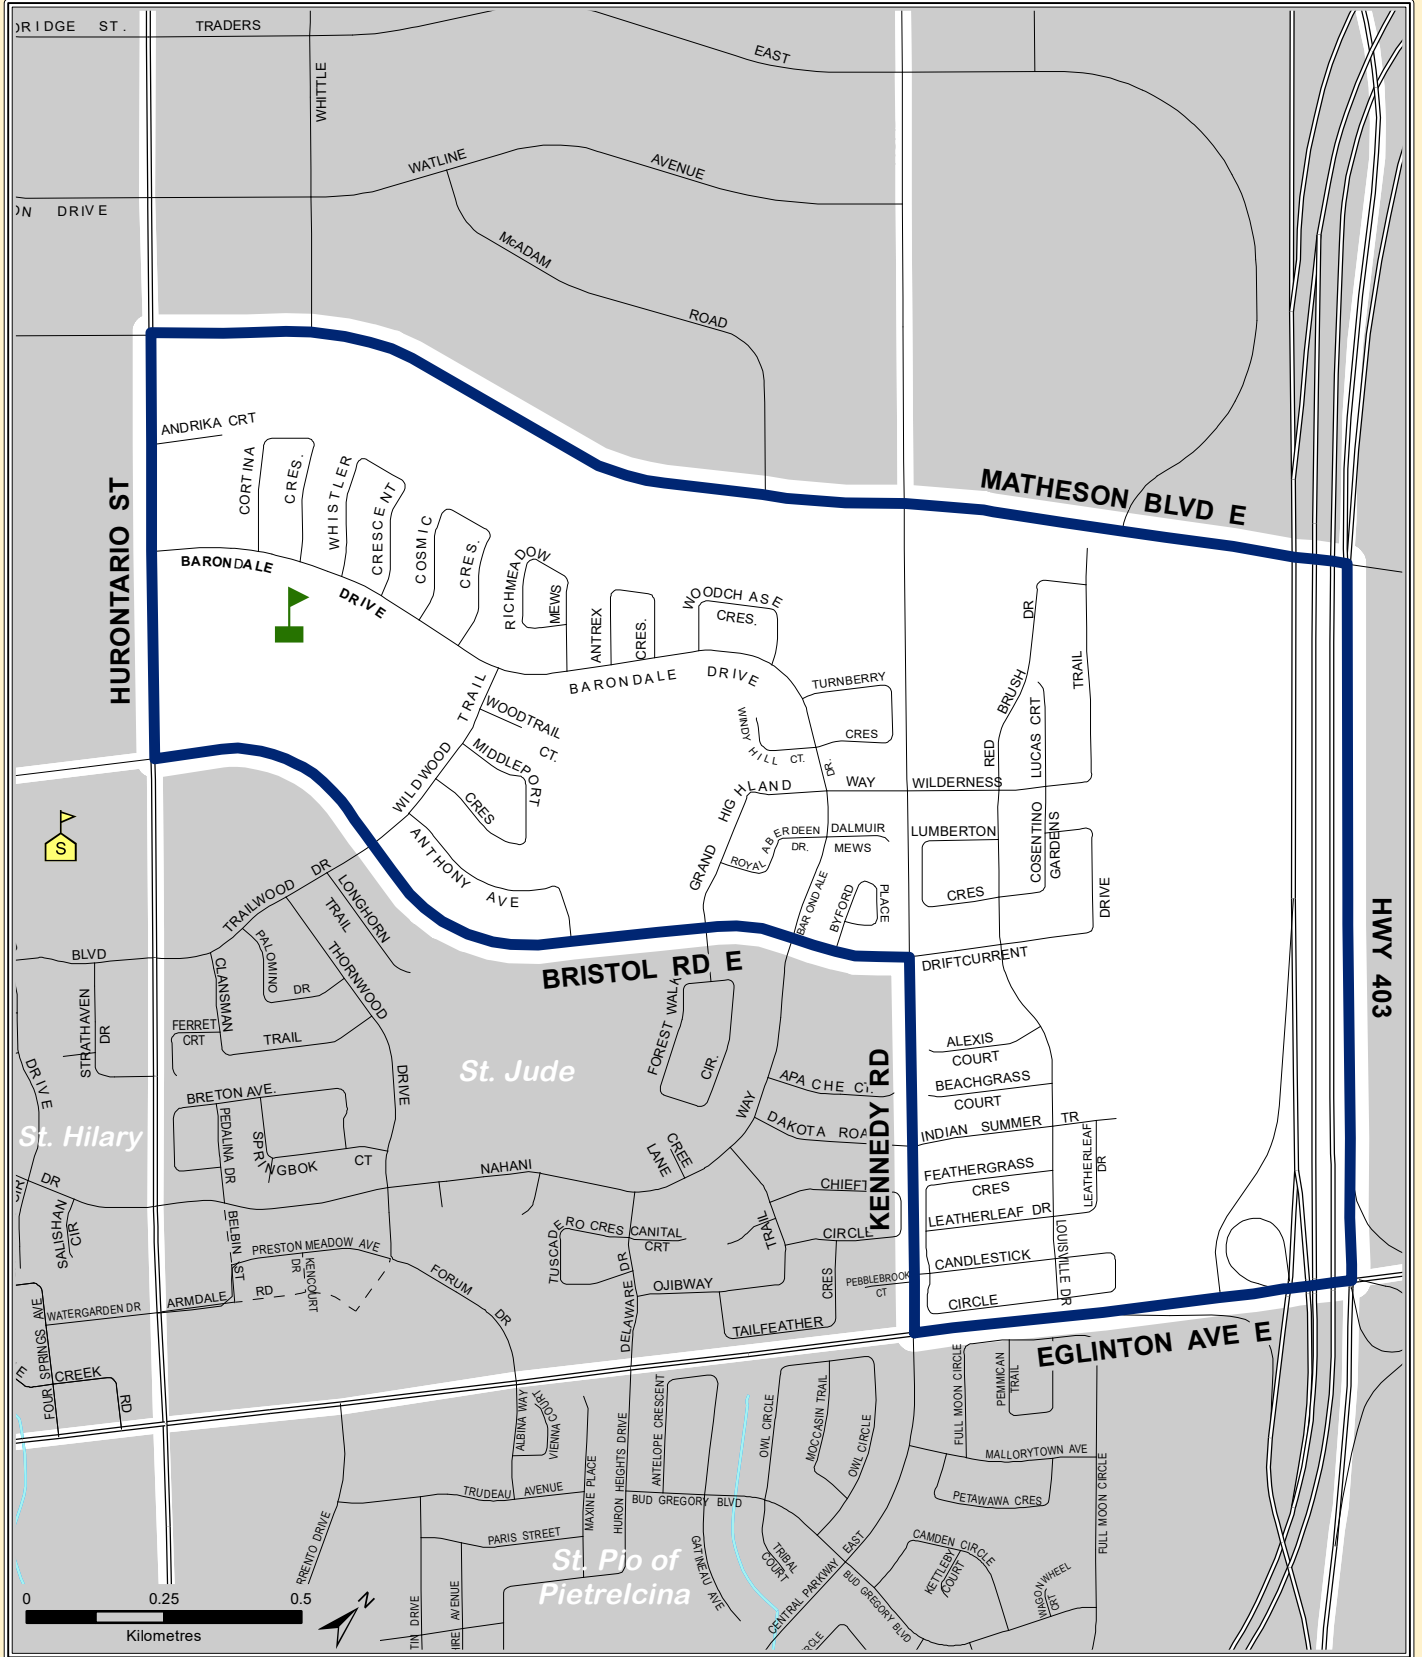 TRADERS
EAST
WHITTLE
WATLINE
AVENUE
DRIVE
McADAM
ROAD
ANDRIKA CRT
CORTINA
CRES.
WHISTLER
CRESCENT
COSMIC
CRES.
MATHESON BLVD E
HURONTARIO ST
BARONDALE
DRIVE
RICHMEADOW
MEWS
ANTREX
CRES.
WOODCHASE
CRES.
BARONDALE DRIVE
TURNBERRY
CRES
WINDY HILL CT.
DR.
TRAIL
WILDWOOD
WOODTRAIL
CT.
MIDDLEPORT
CRES
ANTHONY AVE
HIGHLAND WAY
GRAND
WILDERNESS
RED
BRUSH
DR
TRAIL
LUCAS CRT
COSENTINO
GARDENS
LUMBERTON
CRES
DRIVE
ROYAL
ABERDEEN
DR.
DALMUIR
MEWS
BARONDALE
BYFORD
PLACE
BRISTOL RD E
DRIFTCURRENT
HWY 403
S
TRAILWOOD DR
LONGHORN
TRAIL
THORNWOOD
DRIVE
PALOMINO
DR
CLANSMAN
TRAIL
FERRET
CRT
BLVD
STRATHAVEN
DR
DRIVE
St. Jude
St. Hilary
FOREST WALK
CIR.
KENNEDY RD
ALEXIS
COURT
BEACHGRASS
COURT
INDIAN SUMMER TR
FEATHERGRASS
CRES
LEATHERLEAF
DR
LEATHERLEAF DR
LOUISVILLE DR
CANDLESTICK
CIRCLE
EGLINTON AVE E
APACHE CT.
DAKOTA ROA
WAY
CREE
LANE
NAHANI
CHIEFT
CIRCLE
TRAIL
CRES
PEBBLEBROOK
CT
BRETON AVE.
PEDALINA DR
SPRINGBOK
CT
DR
SALISHAN
CIR
BELBIN ST
PRESTON MEADOW AVE
KENCOURT
DR
ARMDALE RD
WATERGARDEN DR
FOUR SPRINGS AVE
CREEK
RD
FORUM
DR
TUSCADERO CRES
CANITAL
CRT
DELAWARE DR
OJIBWAY
TAILFEATHER
ALBINA WAY
VIENNA COURT
TRUDEAU AVENUE
PARIS STREET
MAXINE PLACE
HURON HEIGHTS DRIVE
ANTELOPE CRESCENT
BUD GREGORY BLVD
GATINEAU AVE
OWL CIRCLE
MOCCASIN TRAIL
OWL CIRCLE
TRIBAL
COURT
CENTRAL PARKWAY EAST
BUD GREGORY BLVD
FULL MOON CIRCLE
PEMMICAN
TRAIL
MALLORYTOWN AVE
PETAWAWA CRES
FULL MOON CIRCLE
CAMDEN CIRCLE
KETTLEBY
COURT
WAGONWHEEL
CRT
St. Pio of
Pietrelcina
0 0.25 0.5
Kilometres
N